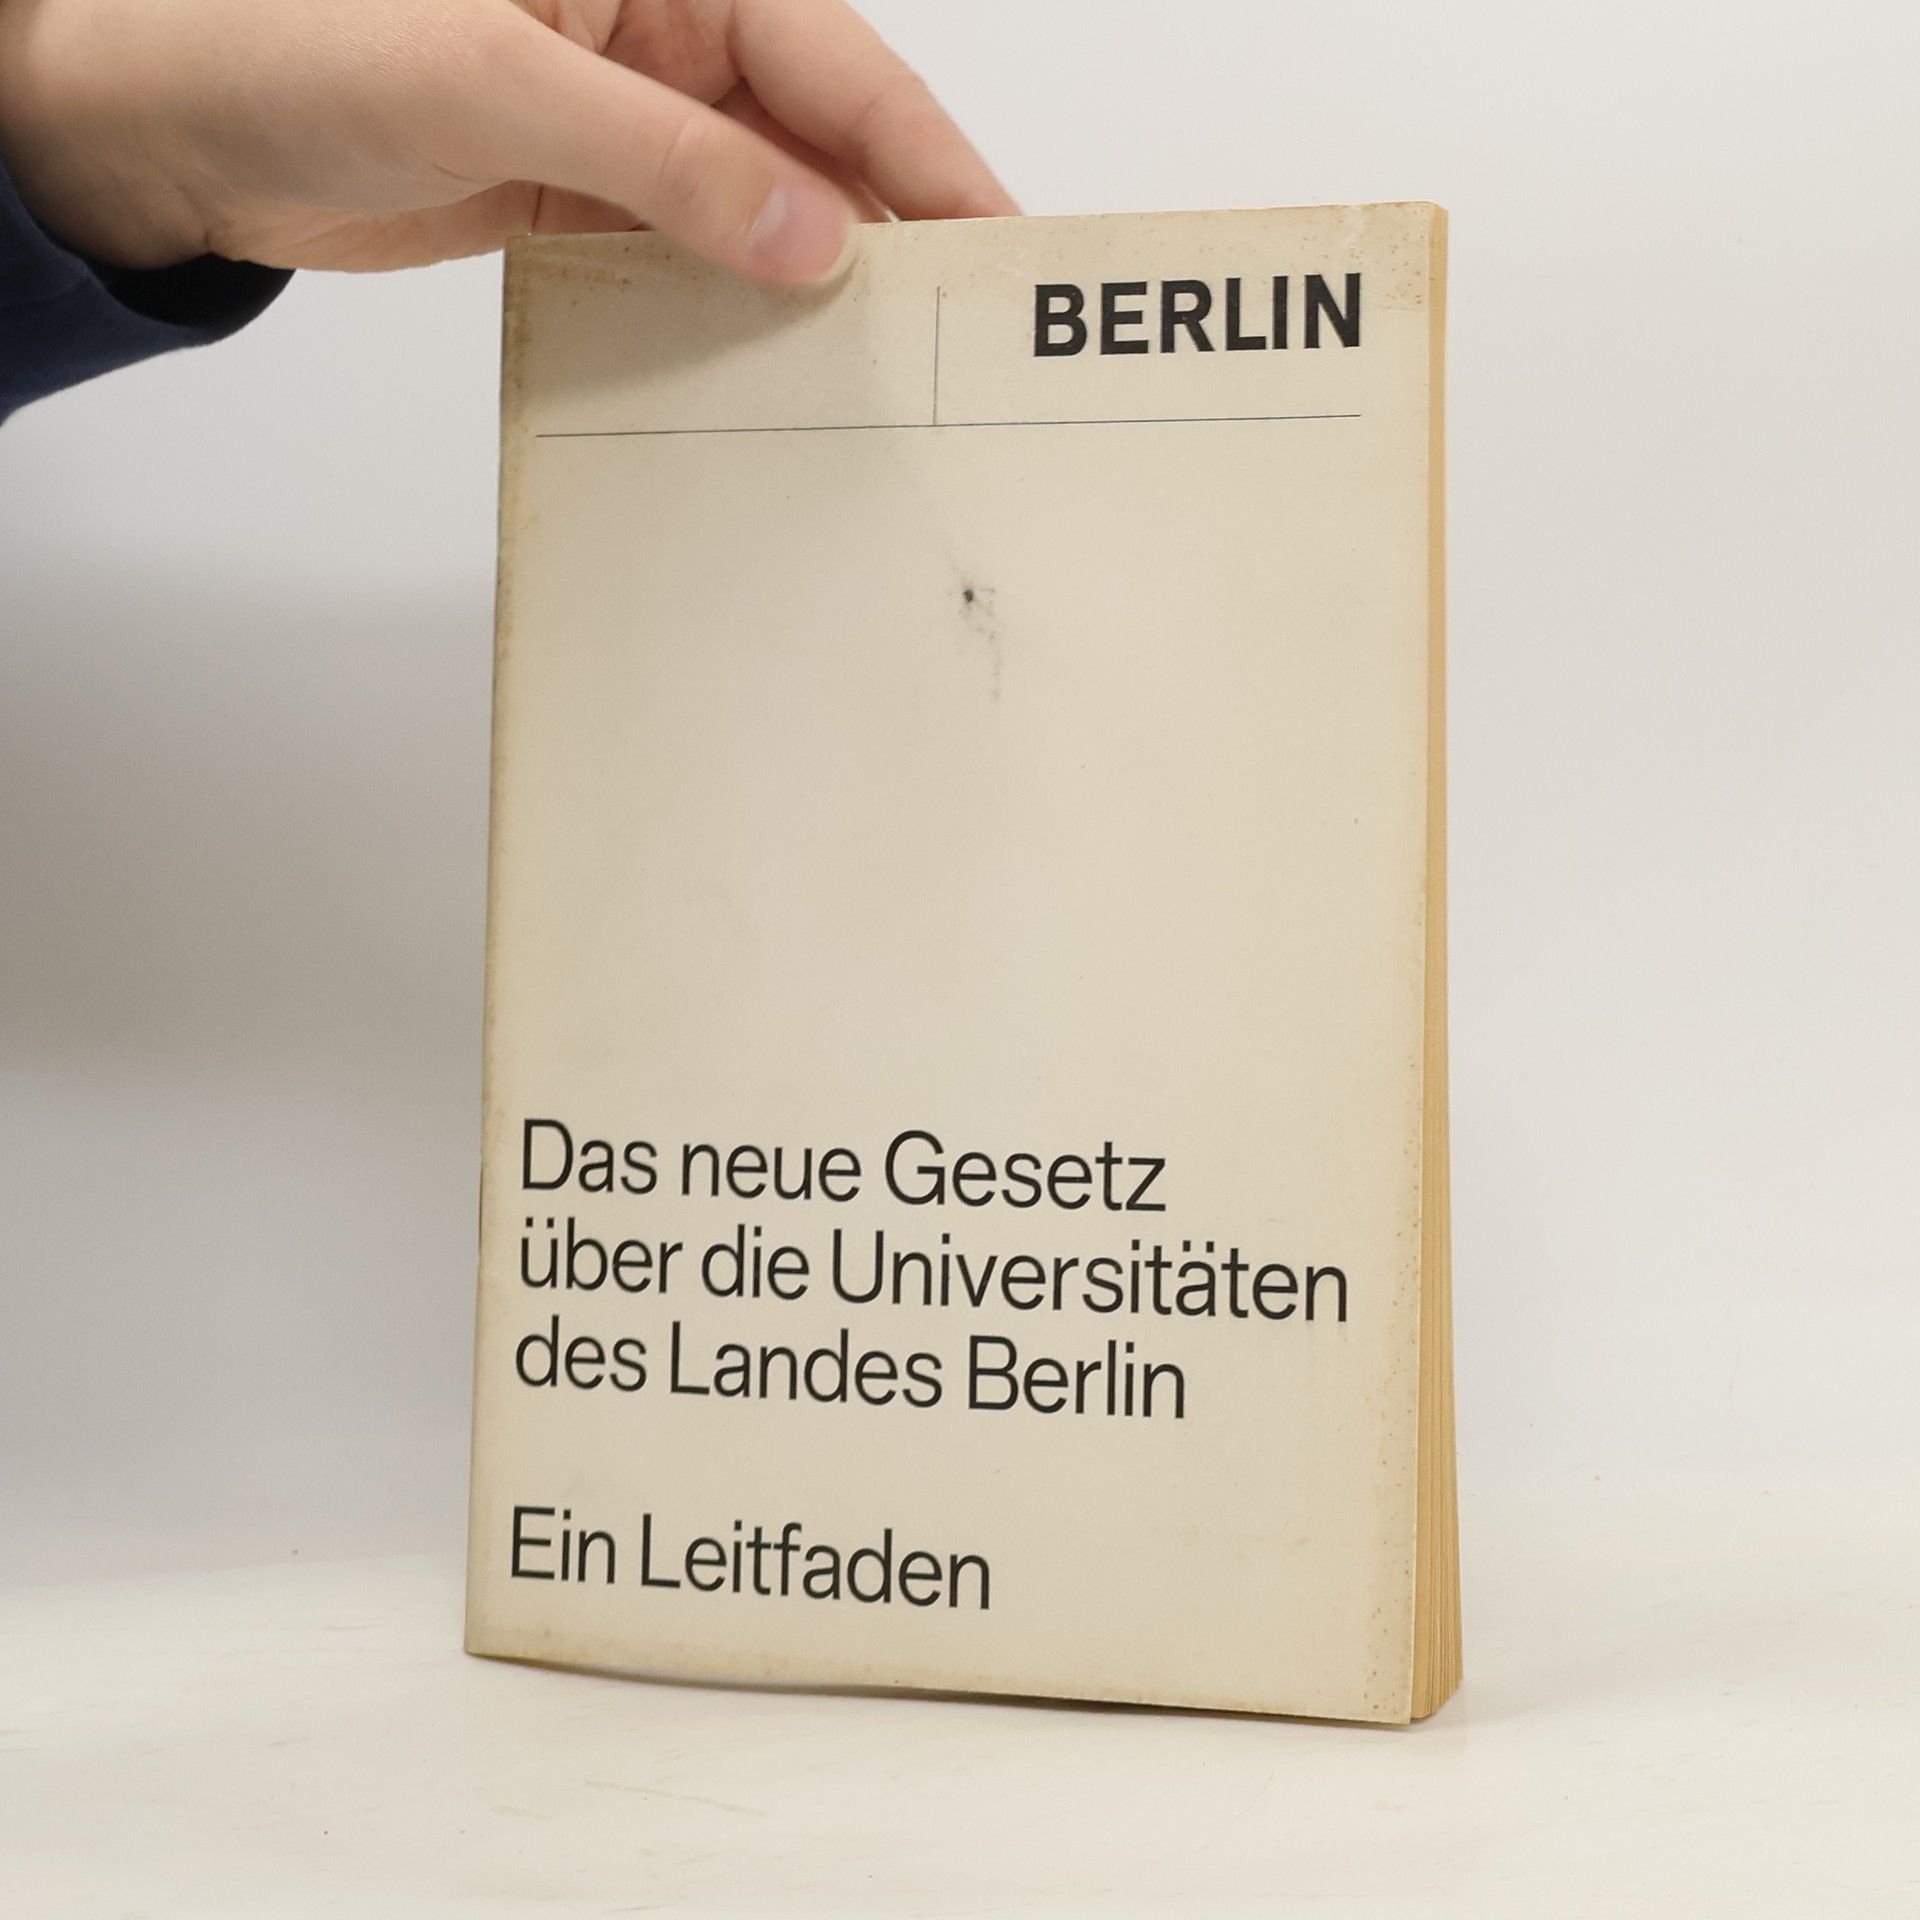 BERLIN
Das neue Gesetz
über die Universitäten
des Landes Berlin
Ein Leitfaden